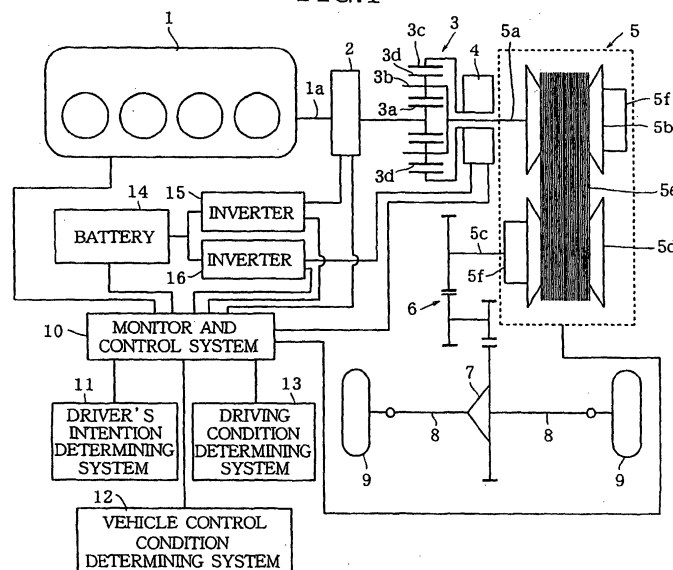 1
2
3c
3
3d
4
5a
5
3b
1a
3a
5f
5b
3d
15
14
INVERTER
5e
BATTERY
5c
INVERTER
5d
16
5f
6
10
MONITOR AND
CONTROL SYSTEM
11
13
7
DRIVER'S
INTENTION
DETERMINING
SYSTEM
DRIVING
CONDITION
DETERMINING
SYSTEM
8
8
9
9
12
VEHICLE CONTROL
CONDITION
DETERMINING SYSTEM